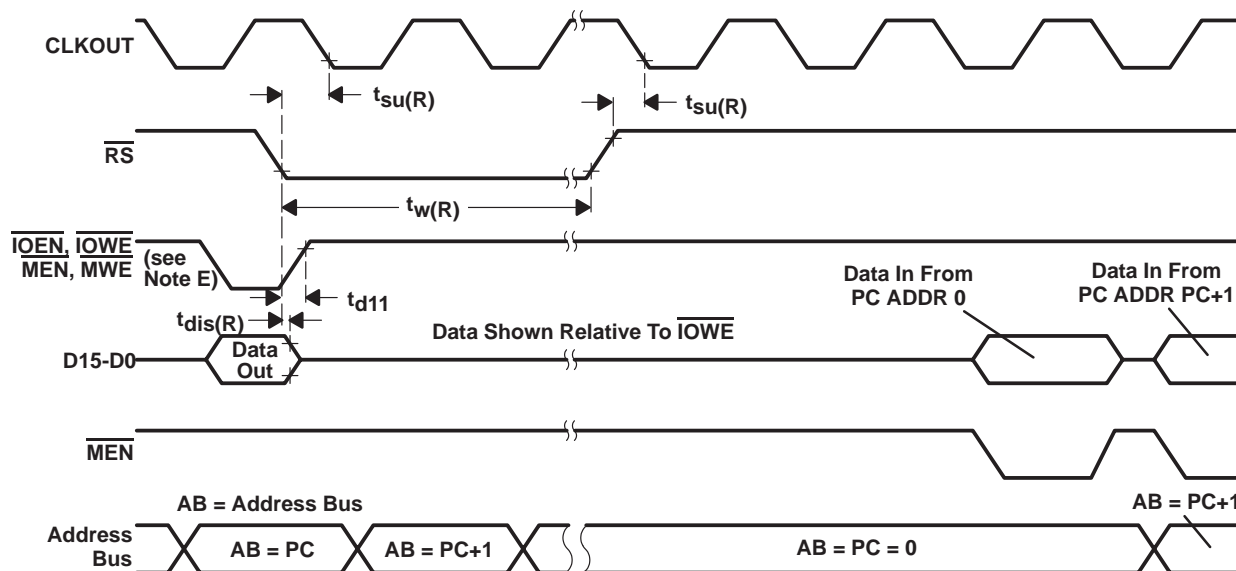 CLKOUT
tsu(R)
tsu(R)
RS
tw(R)
IOEN, IOWE
MEN, MWE
(see
Note E)
td11
tdis(R)
Data Shown Relative To IOWE
Data In From
PC ADDR 0
Data In From
PC ADDR PC+1
D15-D0
Data
Out
MEN
AB = Address Bus
AB = PC+1
Address
Bus
AB = PC
AB = PC+1
AB = PC = 0